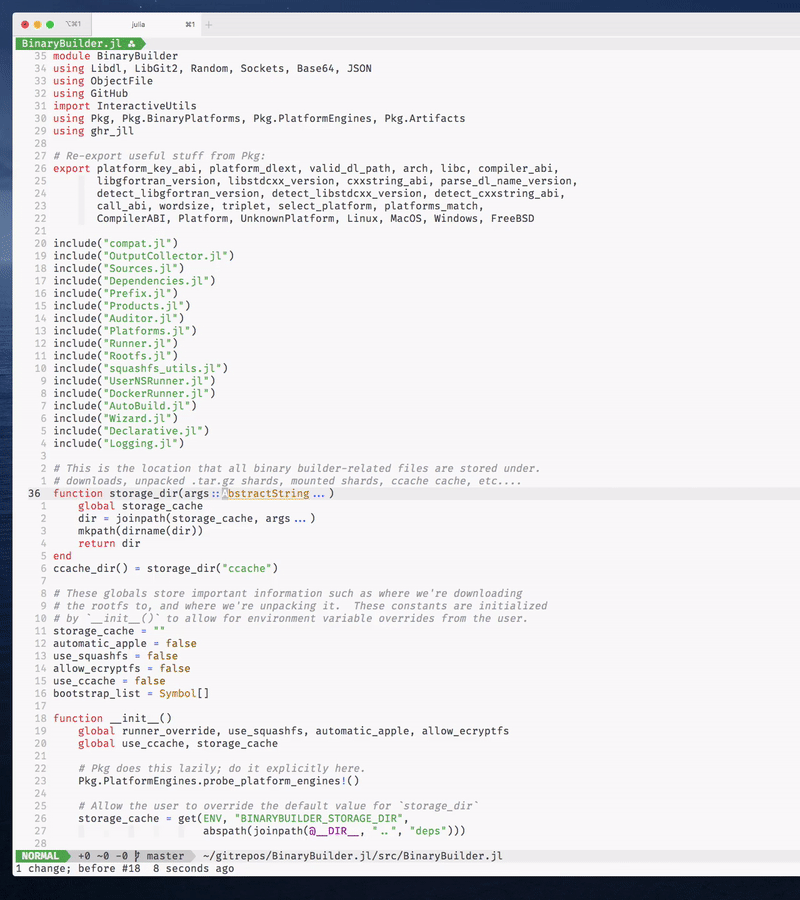 ⌥⌘1 julia ⌘1 +
BinaryBuilder.jl
35 module BinaryBuilder
34 using Libdl, LibGit2, Random, Sockets, Base64, JSON
33 using ObjectFile
32 using GitHub
31 import InteractiveUtils
30 using Pkg, Pkg.BinaryPlatforms, Pkg.PlatformEngines, Pkg.Artifacts
29 using ghr_jll
28
27 # Re-export useful stuff from Pkg:
26 export platform_key_abi, platform_dlext, valid_dl_path, arch, libc, compiler_abi,
25        libgfortran_version, libstdcxx_version, cxxstring_abi, parse_dl_name_version,
24        detect_libgfortran_version, detect_libstdcxx_version, detect_cxxstring_abi,
23        call_abi, wordsize, triplet, select_platform, platforms_match,
22        CompilerABI, Platform, UnknownPlatform, Linux, MacOS, Windows, FreeBSD
21
20 include("compat.jl")
19 include("OutputCollector.jl")
18 include("Sources.jl")
17 include("Dependencies.jl")
16 include("Prefix.jl")
15 include("Products.jl")
14 include("Auditor.jl")
13 include("Platforms.jl")
12 include("Runner.jl")
11 include("Rootfs.jl")
10 include("squashfs_utils.jl")
9 include("UserNSRunner.jl")
8 include("DockerRunner.jl")
7 include("AutoBuild.jl")
6 include("Wizard.jl")
5 include("Declarative.jl")
4 include("Logging.jl")
3
2 # This is the location that all binary builder-related files are stored under.
1 # downloads, unpacked .tar.gz shards, mounted shards, ccache cache, etc....
36 function storage_dir(args::AbstractString...)
1     global storage_cache
2     dir = joinpath(storage_cache, args...)
3     mkpath(dirname(dir))
4     return dir
5 end
6 ccache_dir() = storage_dir("ccache")
7
8 # These globals store important information such as where we're downloading
9 # the rootfs to, and where we're unpacking it.  These constants are initialized
10 # by `__init__()` to allow for environment variable overrides from the user.
11 storage_cache = ""
12 automatic_apple = false
13 use_squashfs = false
14 allow_ecryptfs = false
15 use_ccache = false
16 bootstrap_list = Symbol[]
17
18 function __init__()
19     global runner_override, use_squashfs, automatic_apple, allow_ecryptfs
20     global use_ccache, storage_cache
21
22     # Pkg does this lazily; do it explicitly here.
23     Pkg.PlatformEngines.probe_platform_engines!()
24
25     # Allow the user to override the default value for `storage_dir`
26     storage_cache = get(ENV, "BINARYBUILDER_STORAGE_DIR",
27                         abspath(joinpath(@__DIR__, "..", "deps")))
28
NORMAL +0 ~0 -0 master ~/gitrepos/BinaryBuilder.jl/src/BinaryBuilder.jl
1 change; before #18  8 seconds ago